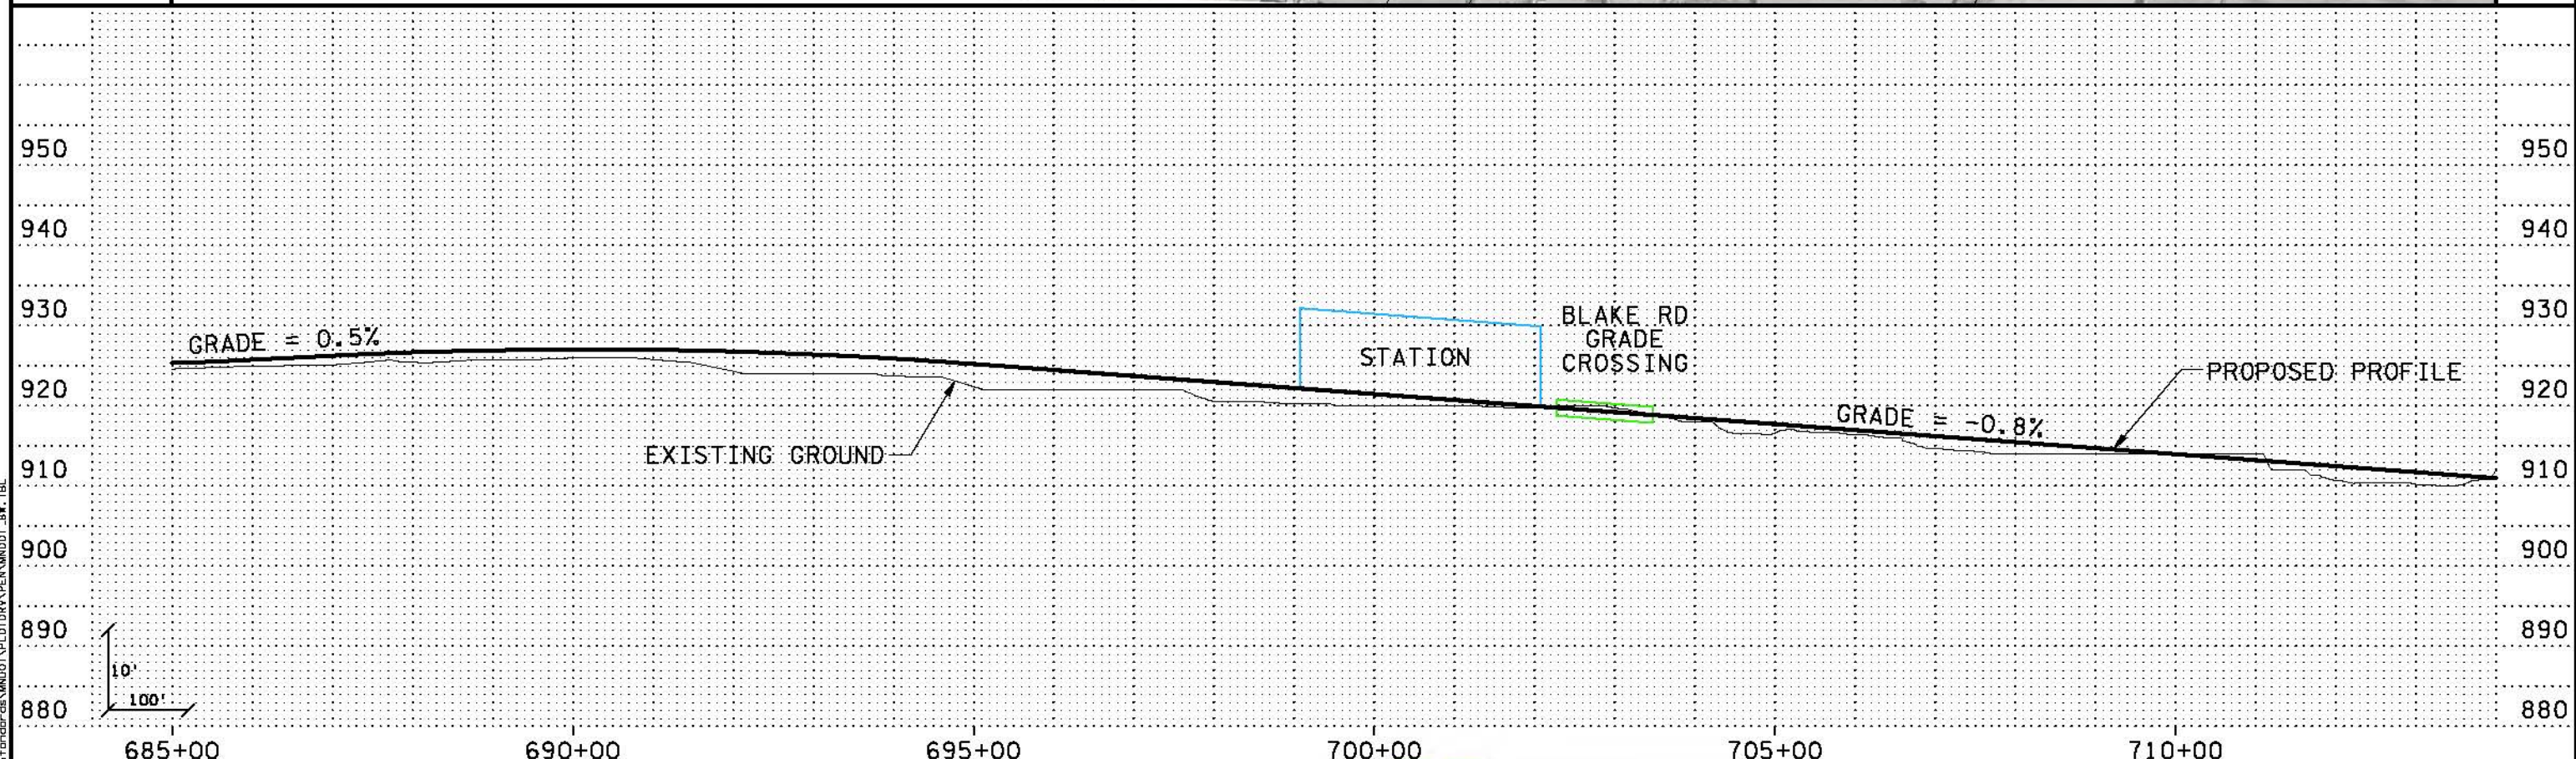 950 950
940 940
930 930
920 920
910 910
900 900
890 890
880 880
GRADE = 0.5%
STATION
BLAKE RD
GRADE
CROSSING
EXISTING GROUND
GRADE = -0.8%
PROPOSED PROFILE
10'
100'
685+00 690+00 695+00 700+00 705+00 710+00